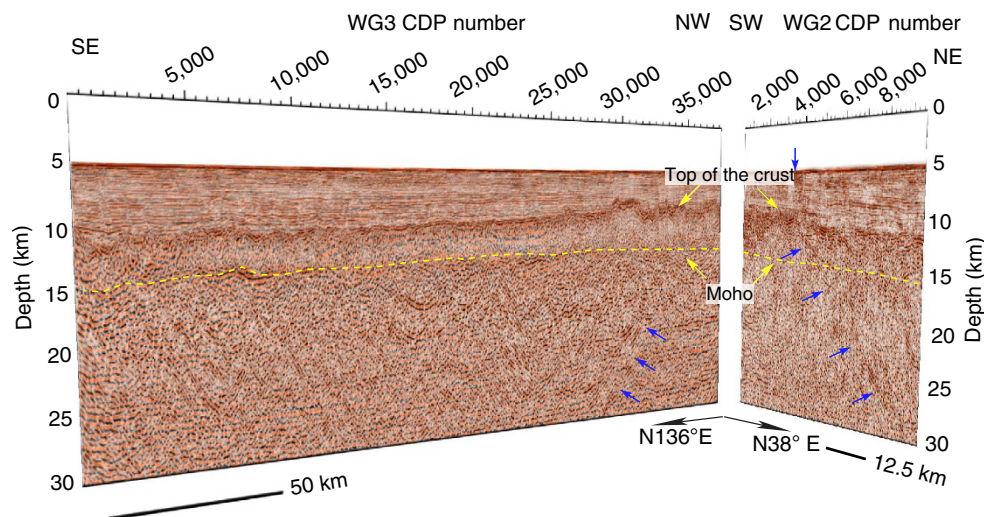 WG3 CDP number
NW
SW
WG2 CDP number
SE
NE
5,000
10,000
15,000
20,000
25,000
30,000
35,000
2,000
4,000
6,000
8,000
0
5
10
15
20
25
30
Depth (km)
0
5
10
15
20
25
30
Depth (km)
Top of the crust
Moho
N136°E
N38° E
12.5 km
50 km